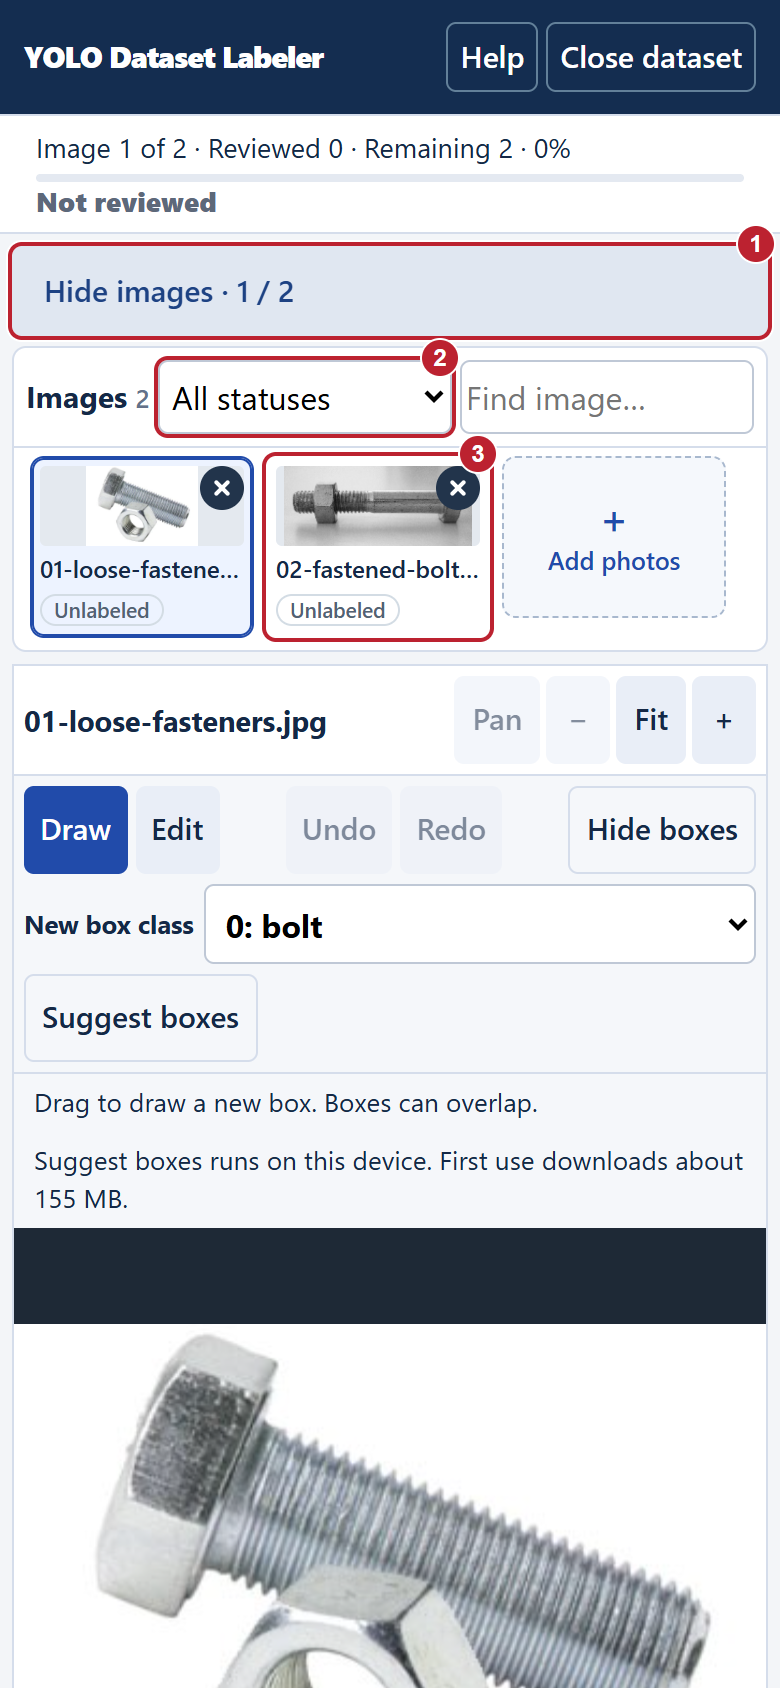 YOLO Dataset Labeler
Help
Close dataset
Image 1 of 2 · Reviewed 0 · Remaining 2 · 0%
Not reviewed
1
Hide images · 1 / 2
2
Images 2
All statuses
Find image...
3
01-loose-fastene...
Unlabeled
02-fastened-bolt...
Unlabeled
+
Add photos
01-loose-fasteners.jpg
Pan
−
Fit
+
Draw
Edit
Undo
Redo
Hide boxes
New box class
0: bolt
Suggest boxes
Drag to draw a new box. Boxes can overlap.
Suggest boxes runs on this device. First use downloads about
155 MB.